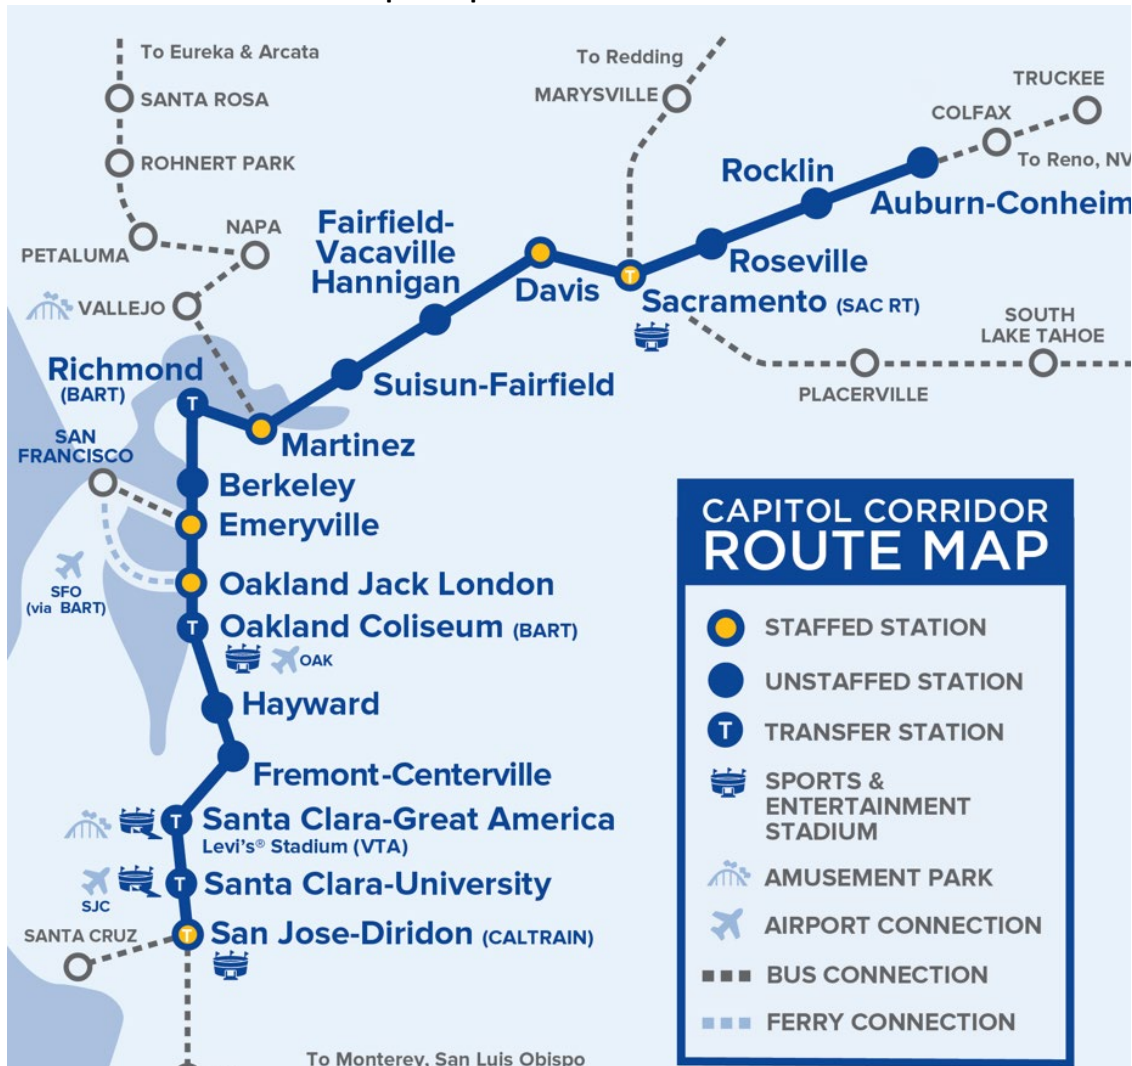 To Eureka & Arcata
SANTA ROSA
ROHNERT PARK
PETALUMA
NAPA
VALLEJO
To Redding
MARYSVILLE
TRUCKEE
COLFAX
To Reno, NV
Rocklin
Auburn-Conheim
Roseville
Fairfield-
Vacaville
Hannigan
Davis
T
Sacramento (SAC RT)
SOUTH
LAKE TAHOE
PLACERVILLE
Suisun-Fairfield
Richmond
(BART)
T
Martinez
SAN
FRANCISCO
Berkeley
Emeryville
SFO
(via BART)
Oakland Jack London
T
Oakland Coliseum (BART)
OAK
Hayward
Fremont-Centerville
T
Santa Clara-Great America
Levi's® Stadium (VTA)
T
Santa Clara-University
SJC
SANTA CRUZ
T
San Jose-Diridon (CALTRAIN)
To Monterey, San Luis Obispo
CAPITOL CORRIDOR
ROUTE MAP
STAFFED STATION
UNSTAFFED STATION
T
TRANSFER STATION
SPORTS &
ENTERTAINMENT
STADIUM
AMUSEMENT PARK
AIRPORT CONNECTION
BUS CONNECTION
FERRY CONNECTION